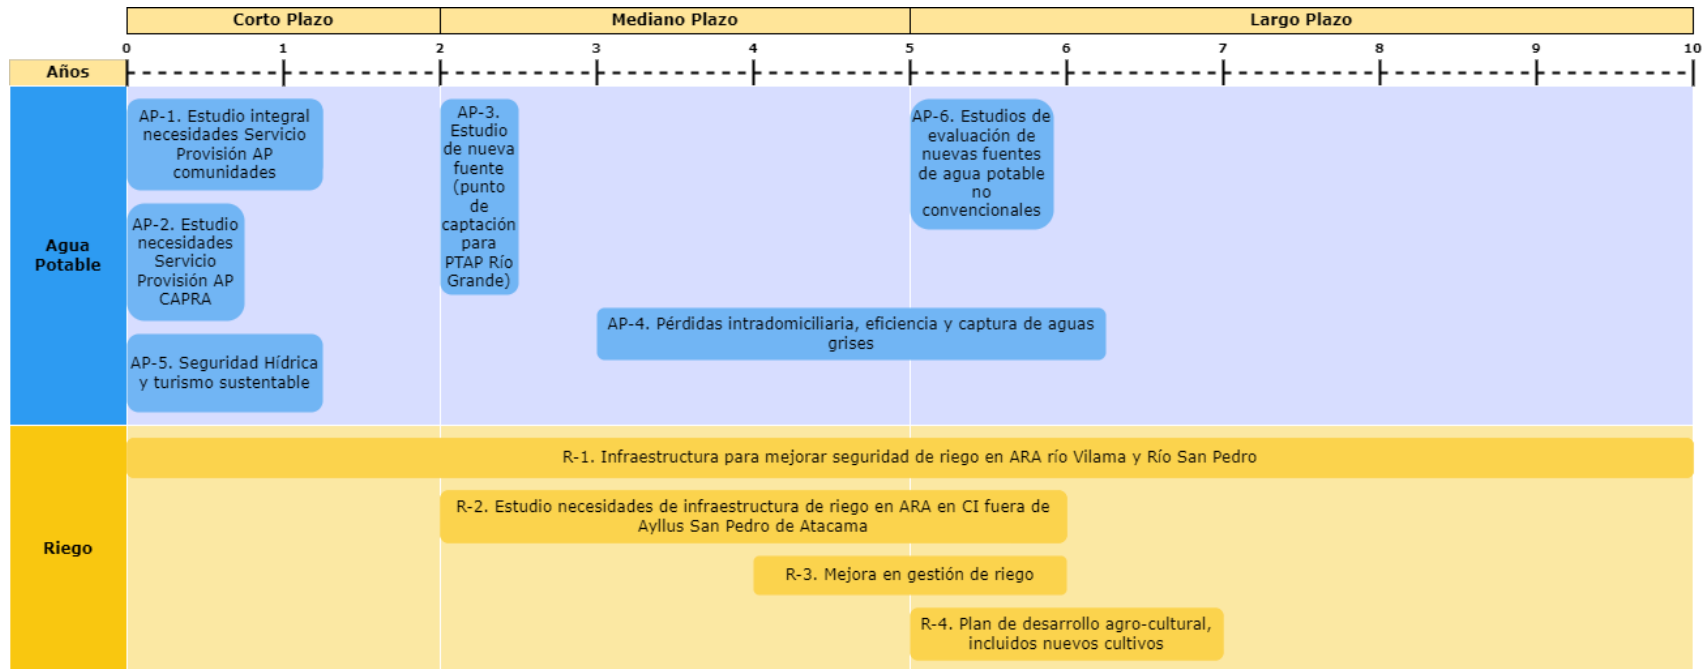 Corto Plazo
Mediano Plazo
Largo Plazo
0 1 2 3 4 5 6 7 8 9 10
Años
Agua
Potable
AP-1. Estudio integral
necesidades Servicio
Provisión AP
comunidades
AP-2. Estudio
necesidades
Servicio
Provisión AP
CAPRA
AP-5. Seguridad Hídrica
y turismo sustentable
AP-3.
Estudio
de nueva
fuente
(punto
de
captación
para
PTAP Río
Grande)
AP-4. Pérdidas intradomiciliaria, eficiencia y captura de aguas
grises
AP-6. Estudios de
evaluación de
nuevas fuentes
de agua potable
no
convencionales
Riego
R-1. Infraestructura para mejorar seguridad de riego en ARA río Vilama y Río San Pedro
R-2. Estudio necesidades de infraestructura de riego en ARA en CI fuera de
Ayllus San Pedro de Atacama
R-3. Mejora en gestión de riego
R-4. Plan de desarrollo agro-cultural,
incluidos nuevos cultivos